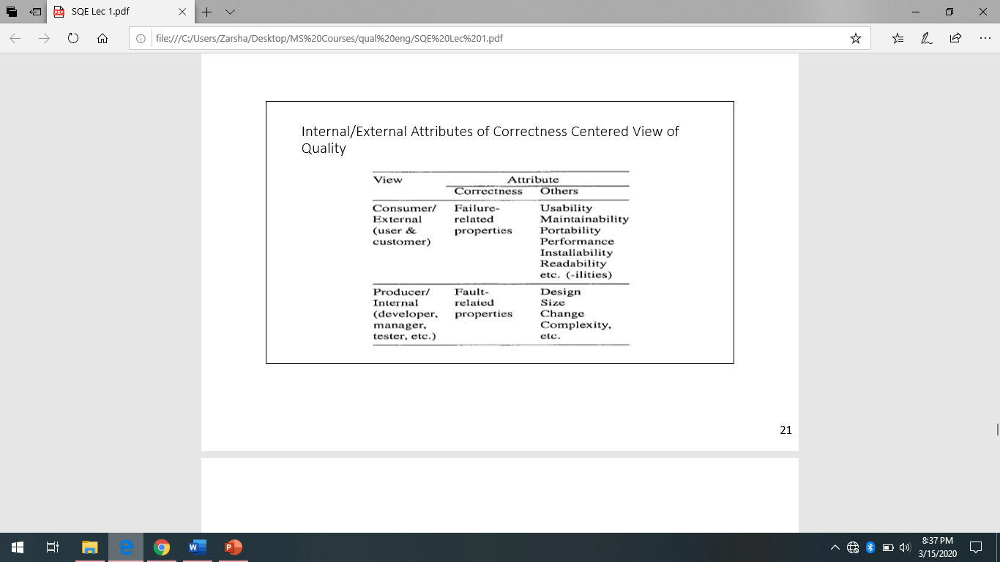 SQE Lec 1.pdf
file:///C:/Users/Zarsha/Desktop/MS%20Courses/qual%20eng/SQE%20Lec%201.pdf
Internal/External Attributes of Correctness Centered View of
Quality
View Attribute
Correctness Others
Consumer/ Failure- Usability
External related Maintainability
(user & properties Portability
customer) Performance
Installability
Readability
etc. (-ilities)
Producer/ Fault- Design
Internal related Size
(developer, properties Change
manager, Complexity,
tester, etc.) etc.
21
8:37 PM
3/15/2020